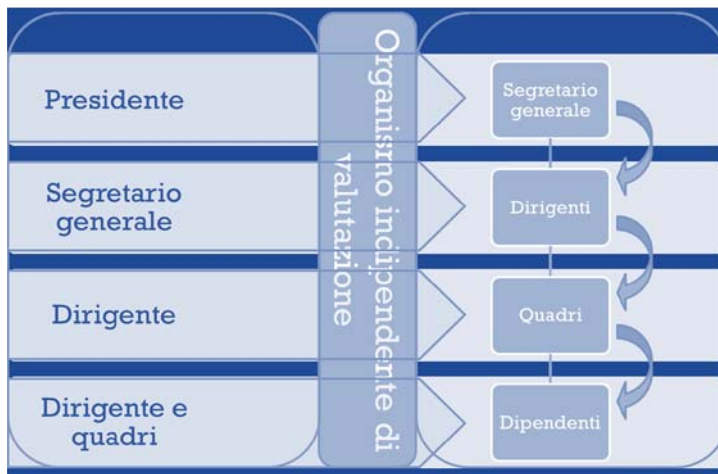 Presidente
Segretario
generale
Dirigente
Dirigente e
quadri
Organismo indipendente di
valutazione
Segretario
generale
Dirigenti
Quadri
Dipendenti